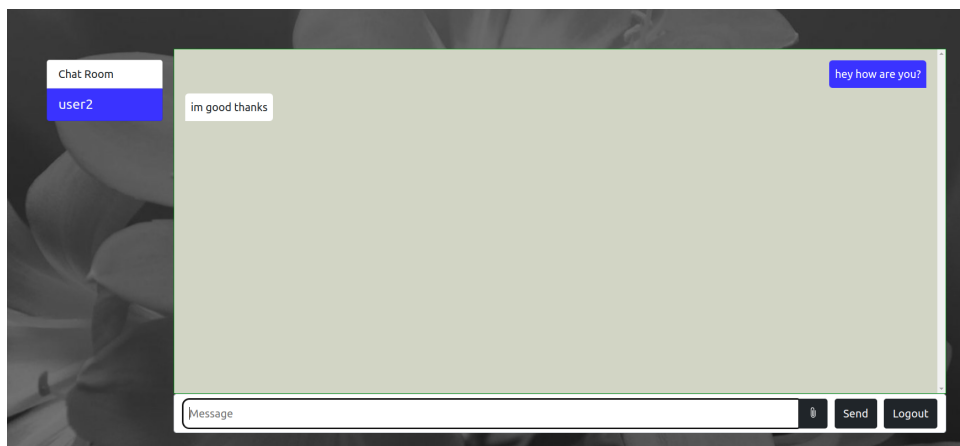 Chat Room
user2
hey how are you?
im good thanks
Message
Send
Logout